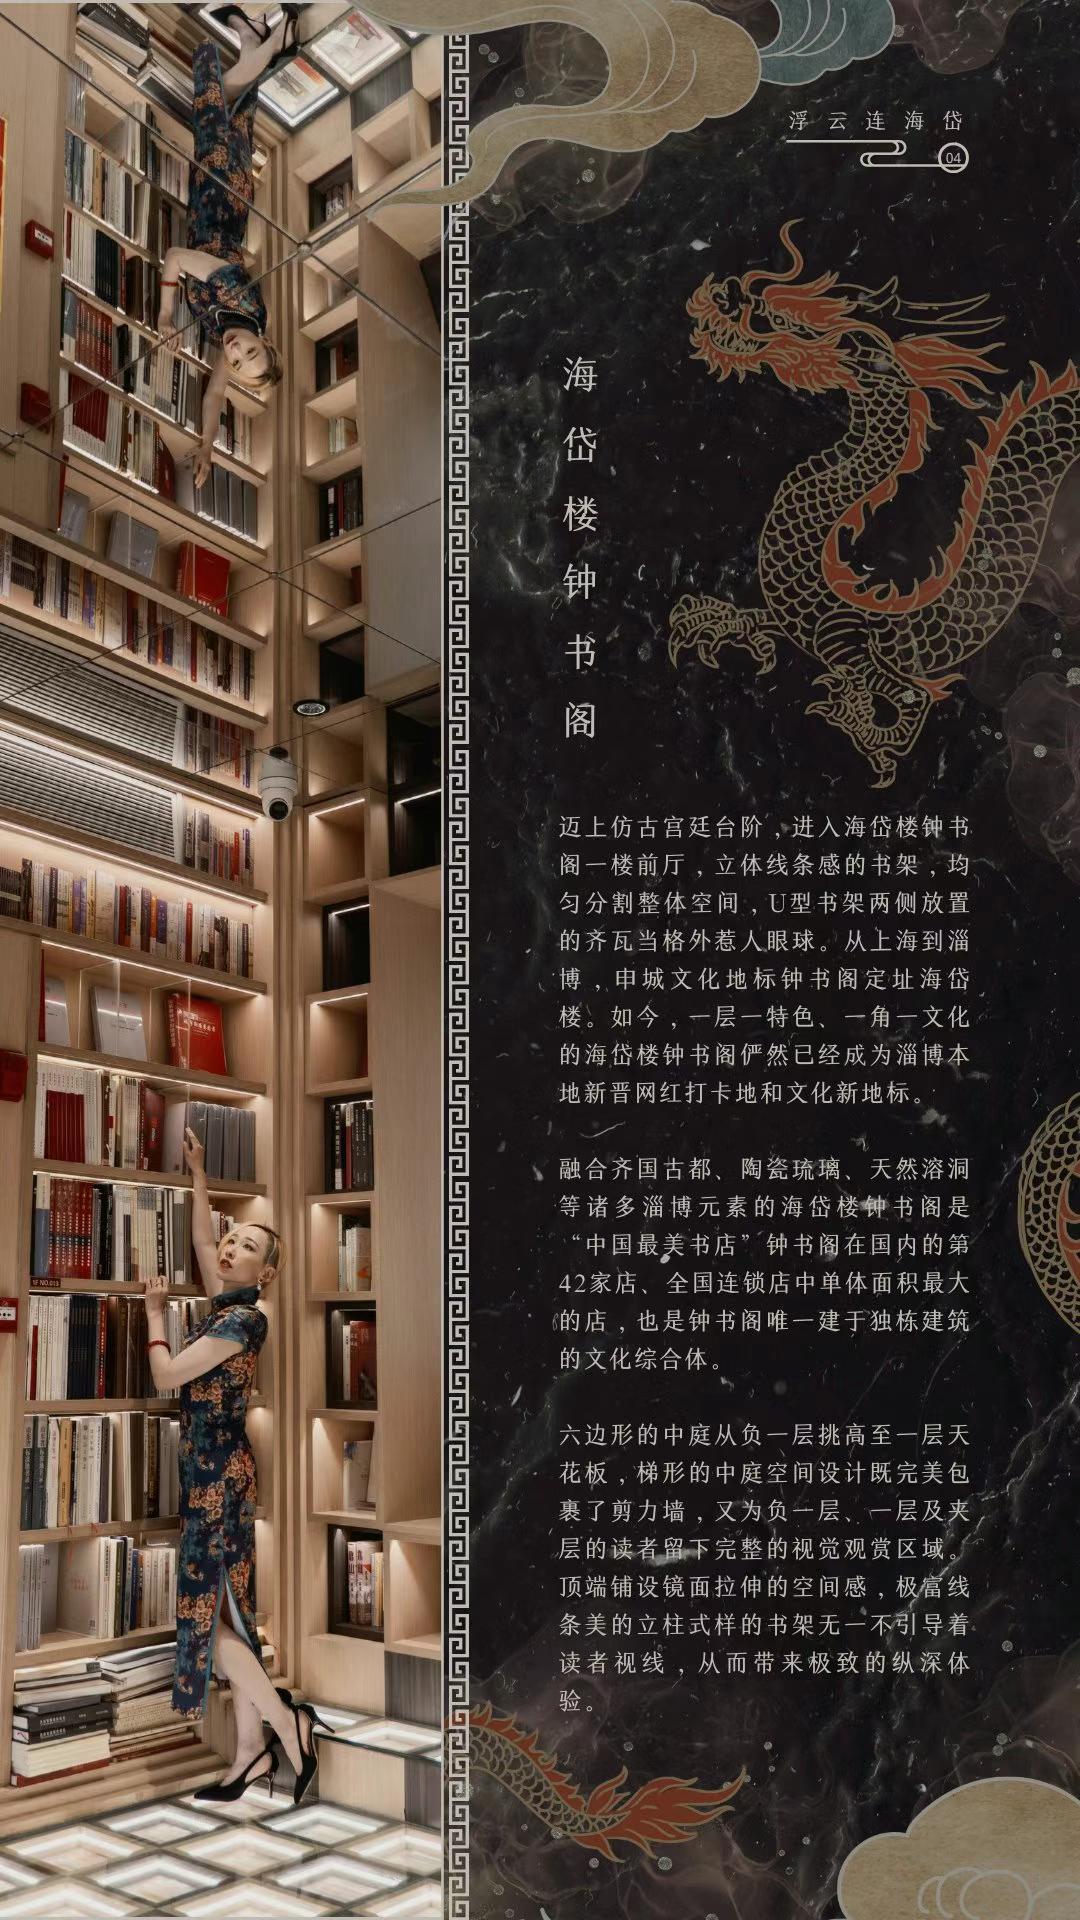 浮云连海岱
04
海岱楼钟书阁
迈上仿古宫廷台阶，进入海岱楼钟书
阁一楼前厅，立体线条感的书架，均
匀分割整体空间，U型书架两侧放置
的齐瓦当格外惹人眼球。从上海到淄
博，申城文化地标钟书阁定址海岱
楼。如今，一层一特色、一角一文化
的海岱楼钟书阁俨然已经成为淄博本
地新晋网红打卡地和文化新地标。
融合齐国古都、陶瓷琉璃、天然溶洞
等诸多淄博元素的海岱楼钟书阁是
“中国最美书店”钟书阁在国内的第
42家店、全国连锁店中单体面积最大
的店，也是钟书阁唯一建于独栋建筑
的文化综合体。
六边形的中庭从负一层挑高至一层天
花板，梯形的中庭空间设计既完美包
裹了剪力墙，又为负一层、一层及夹
层的读者留下完整的视觉观赏区域。
顶端铺设镜面拉伸的空间感，极富线
条美的立柱式样的书架无一不引导着
读者视线，从而带来极致的纵深体
验。
1F NO.013